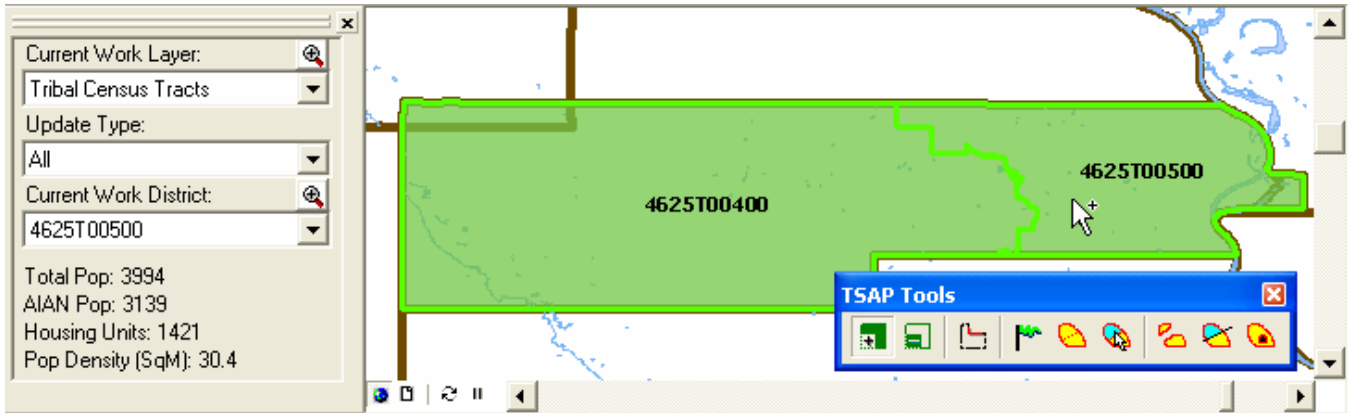 Current Work Layer:
Tribal Census Tracts
Update Type:
All
Current Work District:
4625T00500
Total Pop: 3994
AIAN Pop: 3139
Housing Units: 1421
Pop Density (SqM): 30.4
4625T00400
4625T00500
TSAP Tools